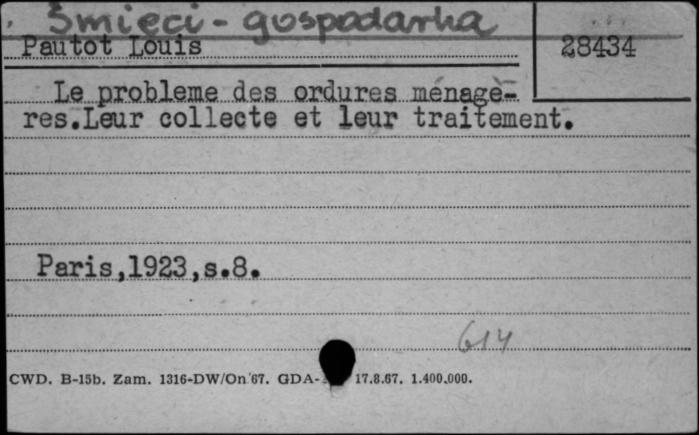 Śmieci - gospodarka
Pautot Louis
28434
Le probleme des ordures ménagè-
res.Leur collecte et leur traitement.
Paris,1923,s.8.
614
CWD. B-15b. Zam. 1316-DW/On 67. GDA- 17.8.67. 1.400.000.